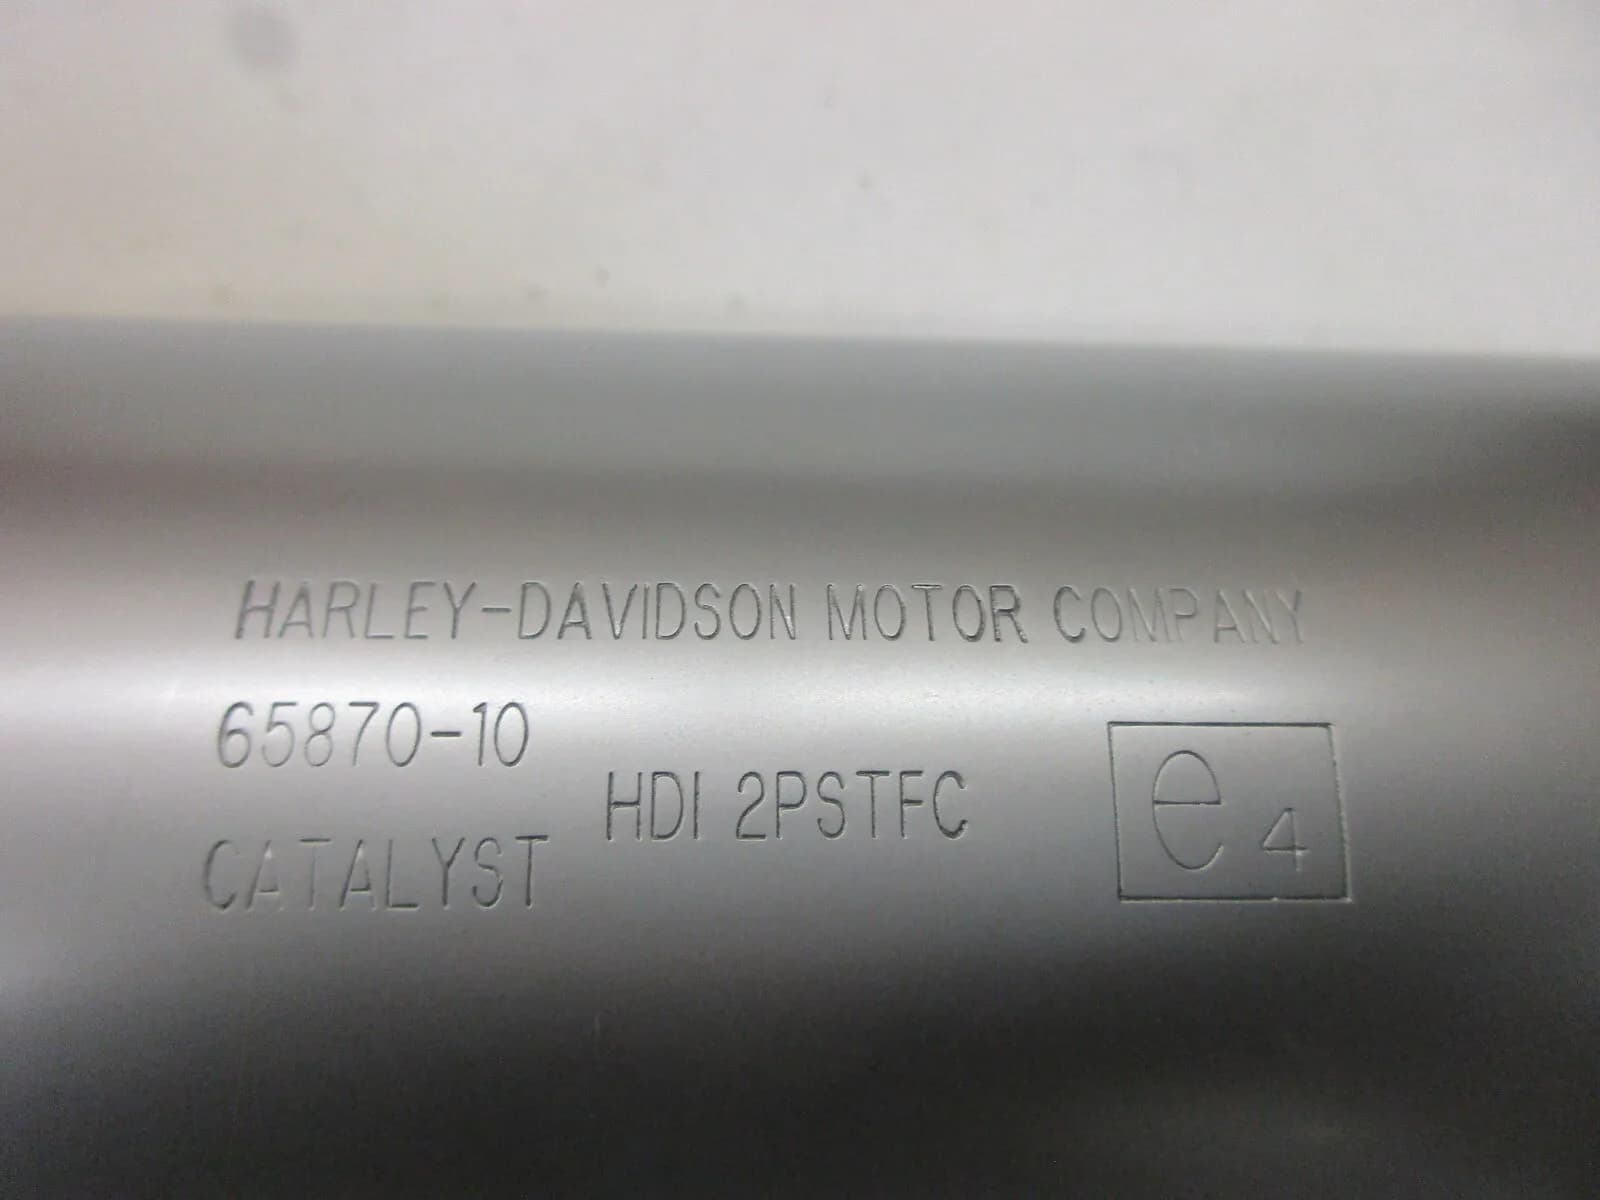 HARLEY-DAVIDSON MOTOR COMPANY
65870-10
HDI 2PSTFC
CATALYST
e4